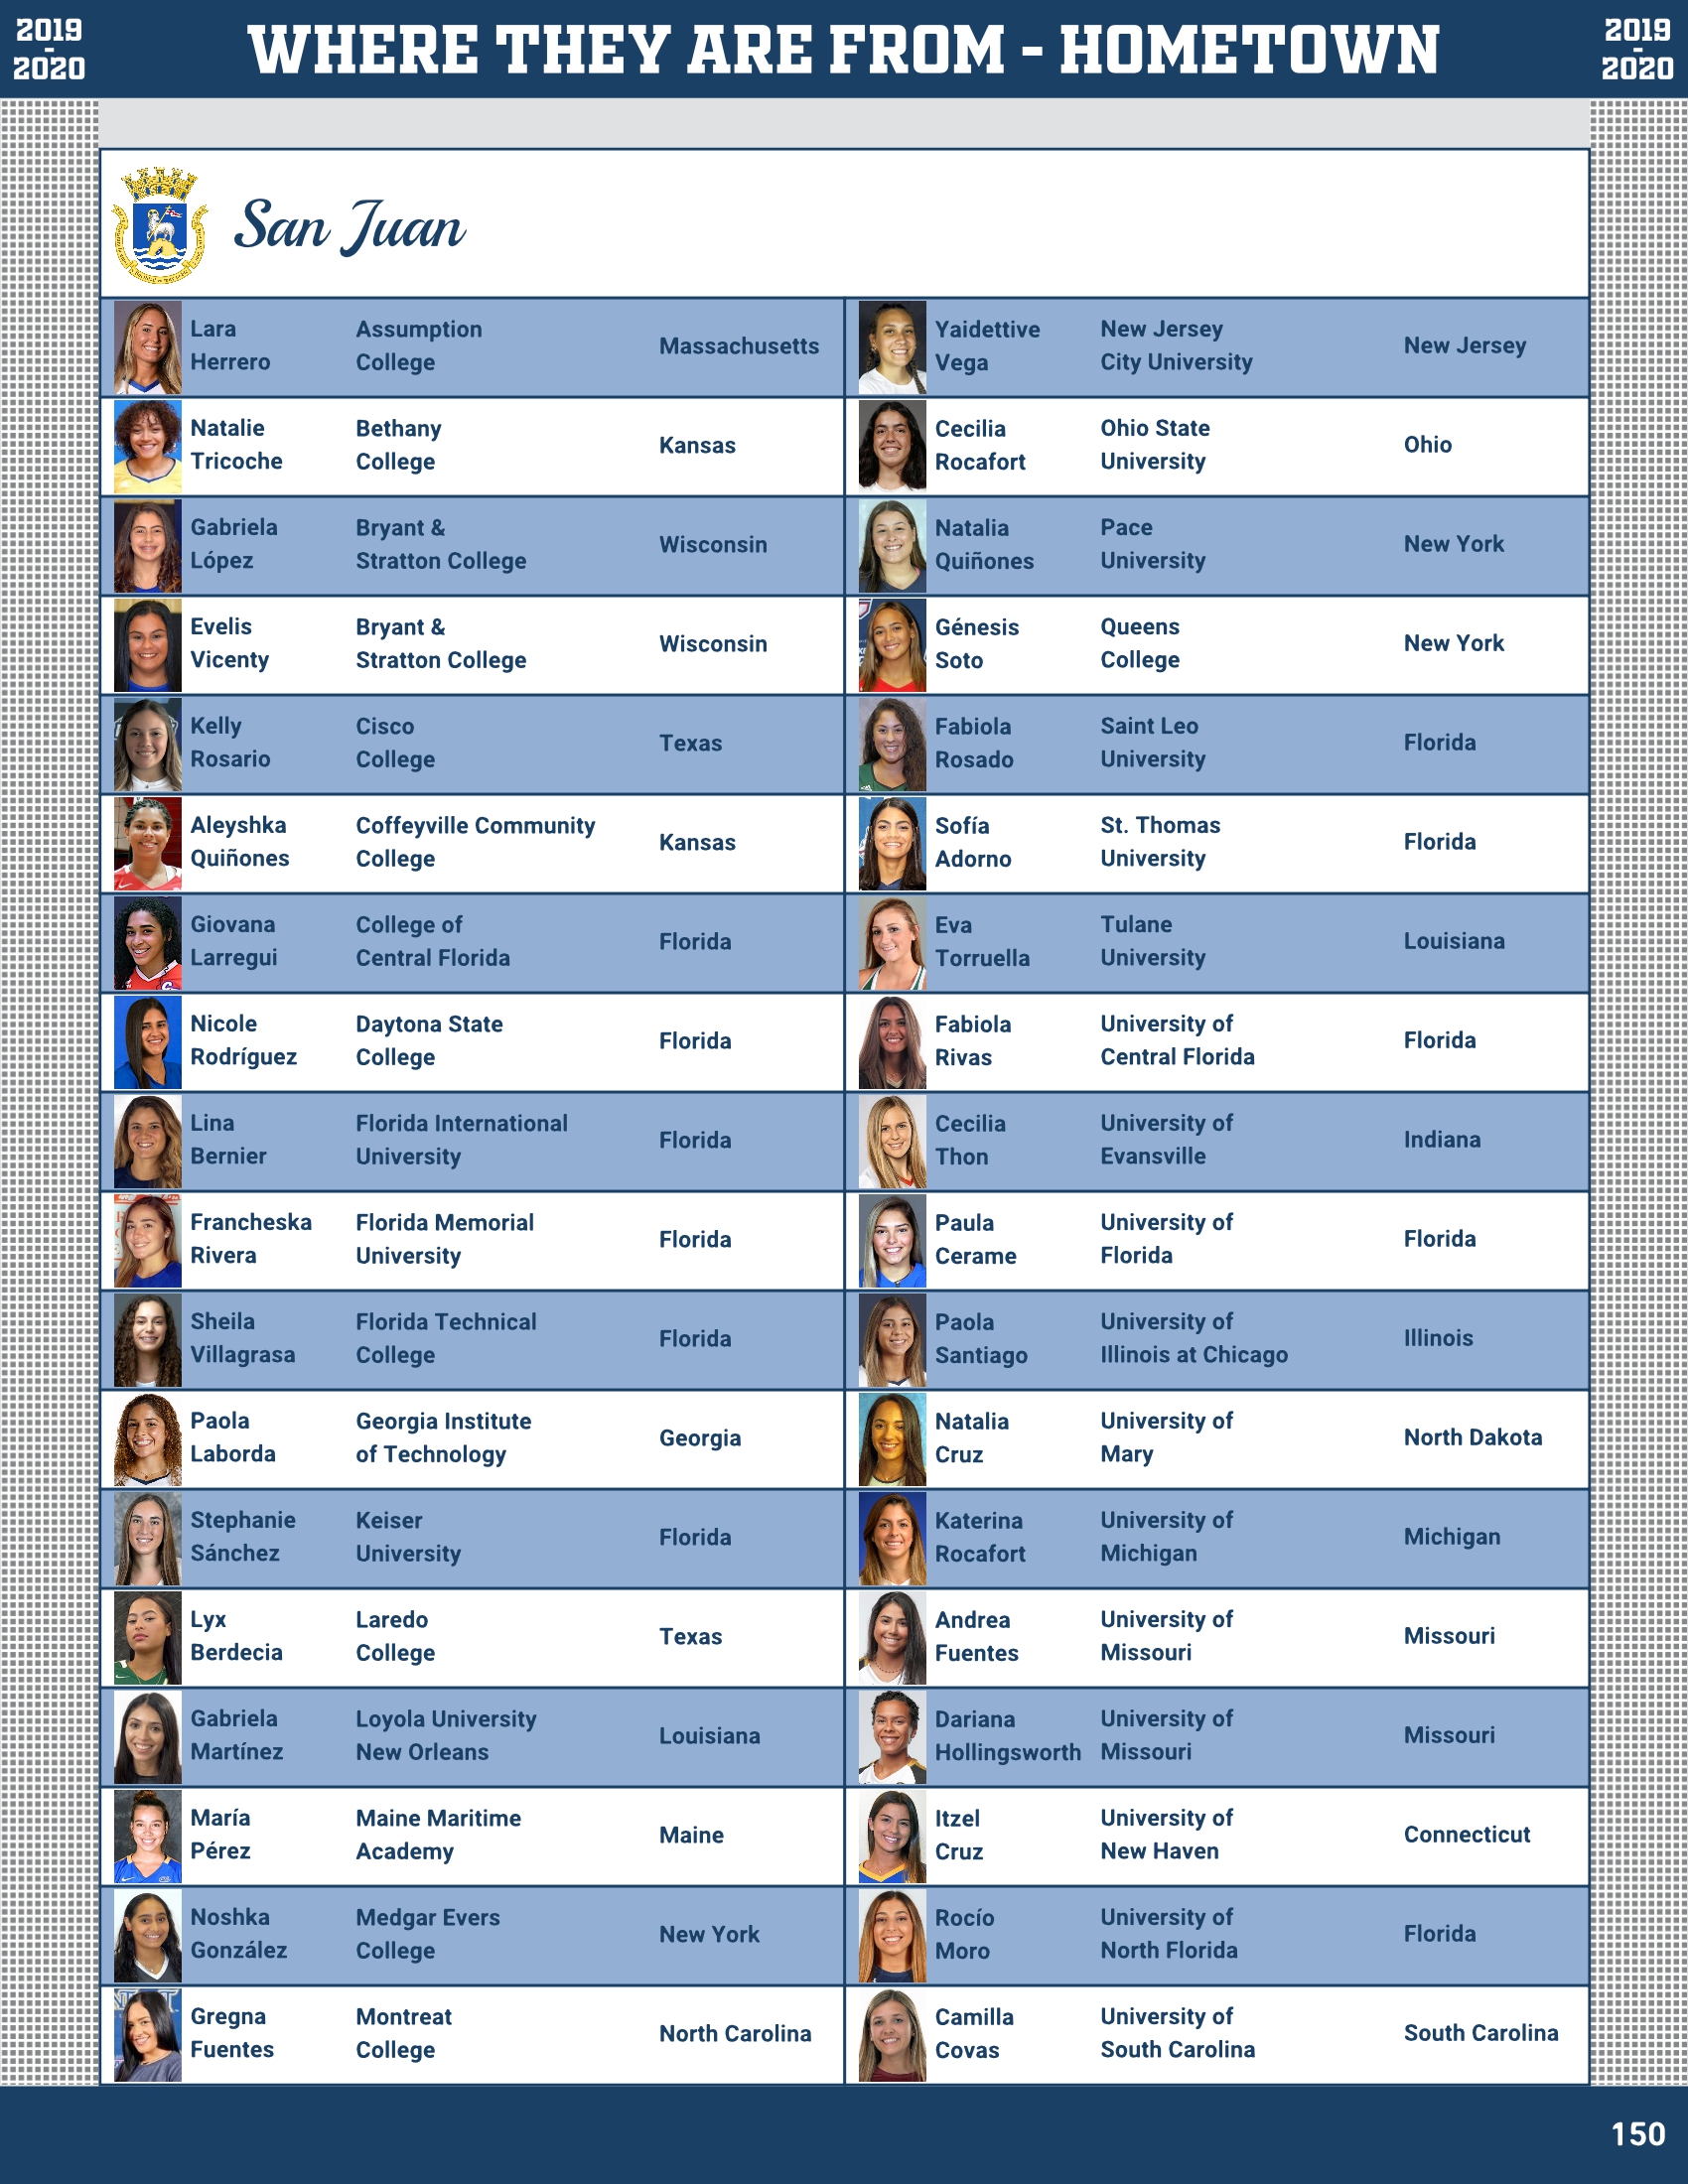 2019
-
2020
WHERE THEY ARE FROM - HOMETOWN
2019
-
2020
San Juan
Lara
Herrero
Assumption
College
Massachusetts
Natalie
Tricoche
Bethany
College
Kansas
Gabriela
López
Bryant &
Stratton College
Wisconsin
Evelis
Vicenty
Bryant &
Stratton College
Wisconsin
Kelly
Rosario
Cisco
College
Texas
Aleyshka
Quiñones
Coffeyville Community
College
Kansas
Giovana
Larregui
College of
Central Florida
Florida
Nicole
Rodríguez
Daytona State
College
Florida
Lina
Bernier
Florida International
University
Florida
Francheska
Rivera
Florida Memorial
University
Florida
Sheila
Villagrasa
Florida Technical
College
Florida
Paola
Laborda
Georgia Institute
of Technology
Georgia
Stephanie
Sánchez
Keiser
University
Florida
Lyx
Berdecia
Laredo
College
Texas
Gabriela
Martínez
Loyola University
New Orleans
Louisiana
María
Pérez
Maine Maritime
Academy
Maine
Noshka
González
Medgar Evers
College
New York
Gregna
Fuentes
Montreat
College
North Carolina
Yaidettive
Vega
New Jersey
City University
New Jersey
Cecilia
Rocafort
Ohio State
University
Ohio
Natalia
Quiñones
Pace
University
New York
Génesis
Soto
Queens
College
New York
Fabiola
Rosado
Saint Leo
University
Florida
Sofía
Adorno
St. Thomas
University
Florida
Eva
Torruella
Tulane
University
Louisiana
Fabiola
Rivas
University of
Central Florida
Florida
Cecilia
Thon
University of
Evansville
Indiana
Paula
Cerame
University of
Florida
Florida
Paola
Santiago
University of
Illinois at Chicago
Illinois
Natalia
Cruz
University of
Mary
North Dakota
Katerina
Rocafort
University of
Michigan
Michigan
Andrea
Fuentes
University of
Missouri
Missouri
Dariana
Hollingsworth
University of
Missouri
Missouri
Itzel
Cruz
University of
New Haven
Connecticut
Rocío
Moro
University of
North Florida
Florida
Camilla
Covas
University of
South Carolina
South Carolina
150